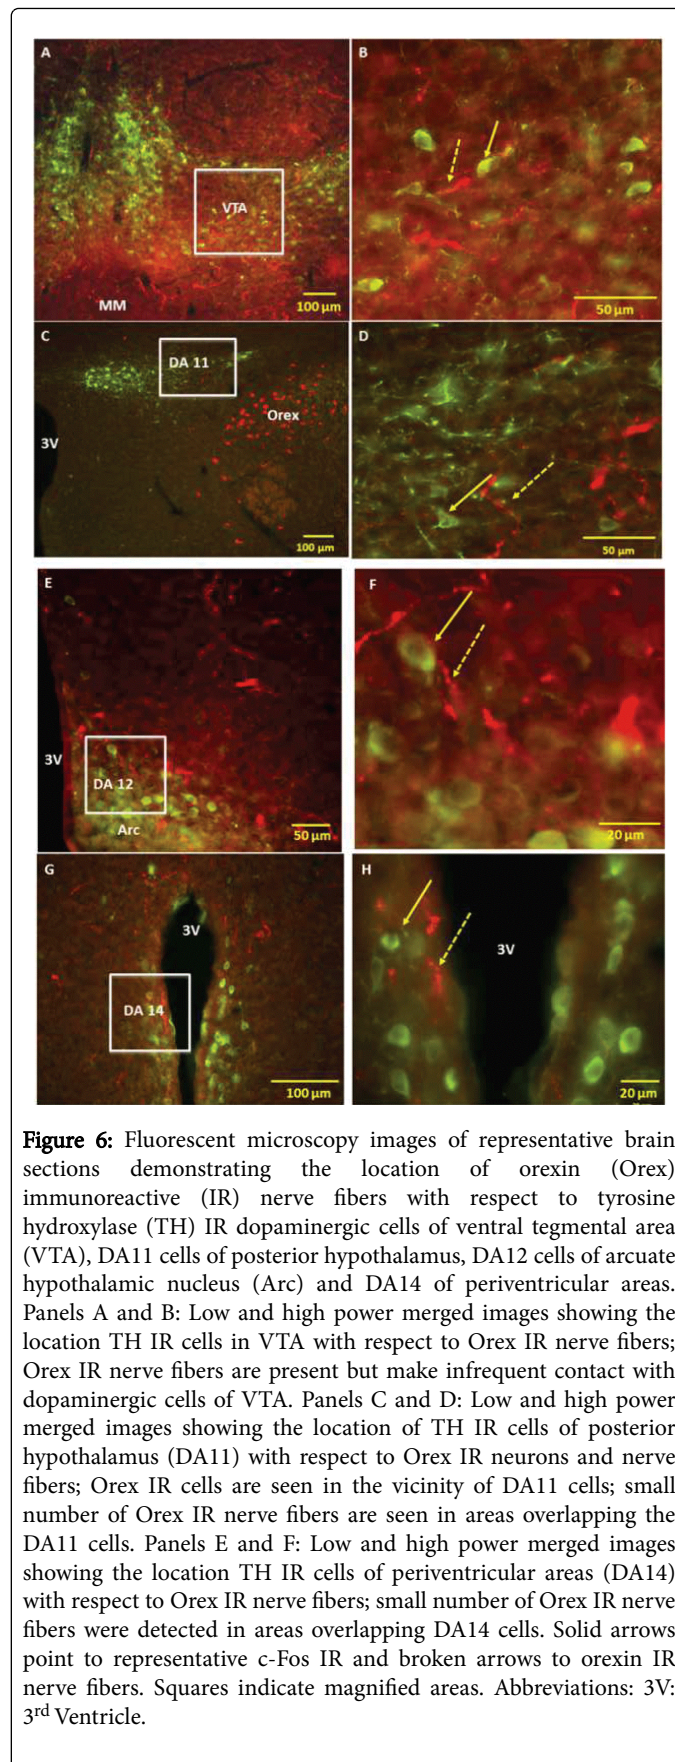 A
B
VTA
MM
100 µm
50 µm
C
D
DA 11
Orex
3V
100 µm
50 µm
E
F
3V
DA 12
Arc
50 µm
20 µm
G
H
3V
3V
DA 14
100 µm
20 µm
Figure 6: Fluorescent microscopy images of representative brain
sections demonstrating the location of orexin (Orex)
immunoreactive (IR) nerve fibers with respect to tyrosine
hydroxylase (TH) IR dopaminergic cells of ventral tegmental area
(VTA), DA11 cells of posterior hypothalamus, DA12 cells of arcuate
hypothalamic nucleus (Arc) and DA14 of periventricular areas.
Panels A and B: Low and high power merged images showing the
location TH IR cells in VTA with respect to Orex IR nerve fibers;
Orex IR nerve fibers are present but make infrequent contact with
dopaminergic cells of VTA. Panels C and D: Low and high power
merged images showing the location of TH IR cells of posterior
hypothalamus (DA11) with respect to Orex IR neurons and nerve
fibers; Orex IR cells are seen in the vicinity of DA11 cells; small
number of Orex IR nerve fibers are seen in areas overlapping the
DA11 cells. Panels E and F: Low and high power merged images
showing the location TH IR cells of periventricular areas (DA14)
with respect to Orex IR nerve fibers; small number of Orex IR nerve
fibers were detected in areas overlapping DA14 cells. Solid arrows
point to representative c-Fos IR and broken arrows to orexin IR
nerve fibers. Squares indicate magnified areas. Abbreviations: 3V:
3rd Ventricle.